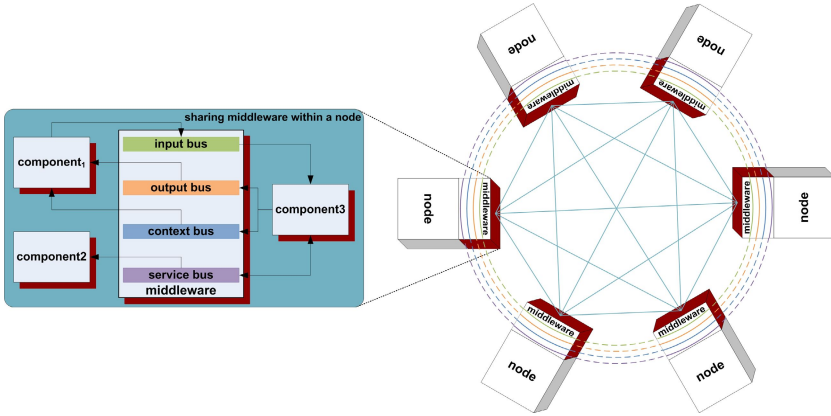 sharing middleware within a node
input bus
component1
output bus
component3
context bus
component2
service bus
middleware
node
middleware
node
middleware
node
middleware
node
middleware
node
middleware
node
middleware